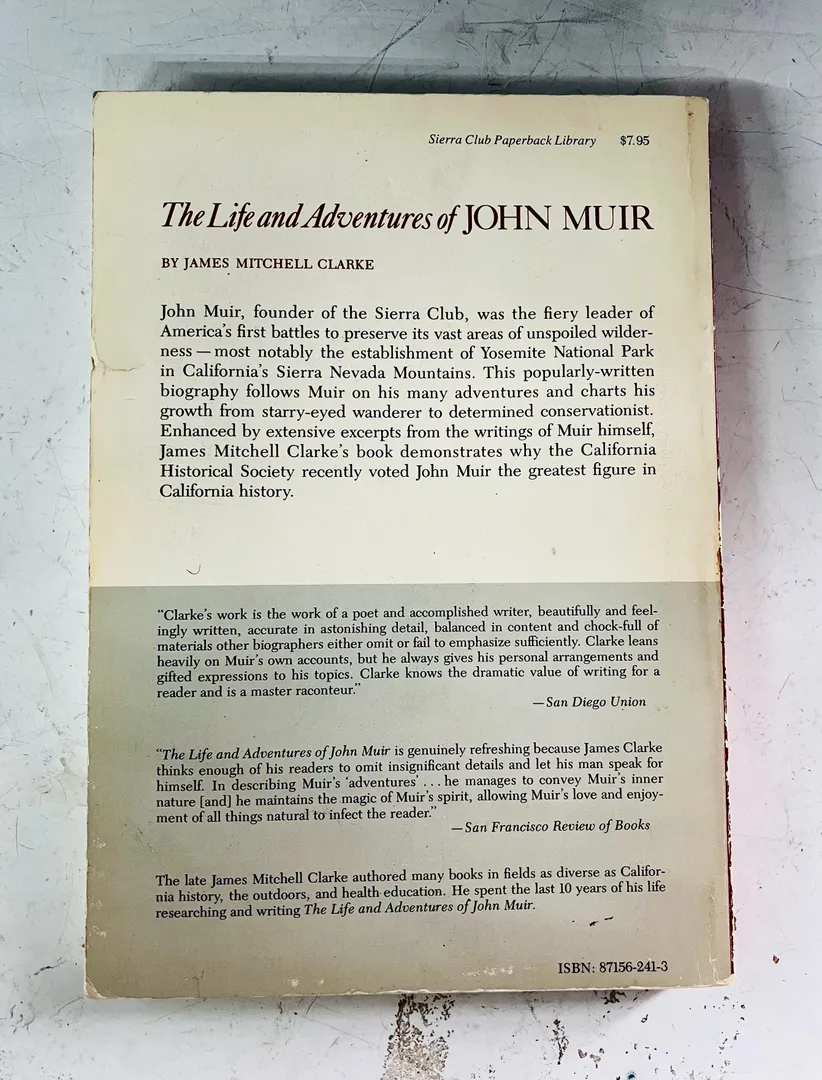 Sierra Club Paperback Library $7.95
The Life and Adventures of JOHN MUIR
BY JAMES MITCHELL CLARKE
John Muir, founder of the Sierra Club, was the fiery leader of
America's first battles to preserve its vast areas of unspoiled wilder-
ness — most notably the establishment of Yosemite National Park
in California's Sierra Nevada Mountains. This popularly-written
biography follows Muir on his many adventures and charts his
growth from starry-eyed wanderer to determined conservationist.
Enhanced by extensive excerpts from the writings of Muir himself,
James Mitchell Clarke's book demonstrates why the California
Historical Society recently voted John Muir the greatest figure in
California history.
“Clarke's work is the work of a poet and accomplished writer, beautifully and feel-
ingly written, accurate in astonishing detail, balanced in content and chock-full of
materials other biographers either omit or fail to emphasize sufficiently. Clarke leans
heavily on Muir's own accounts, but he always gives his personal arrangements and
gifted expressions to his topics. Clarke knows the dramatic value of writing for a
reader and is a master raconteur.”
—San Diego Union
“The Life and Adventures of John Muir is genuinely refreshing because James Clarke
thinks enough of his readers to omit insignificant details and let his man speak for
himself. In describing Muir's ‘adventures’ . . . he manages to convey Muir's inner
nature [and] he maintains the magic of Muir's spirit, allowing Muir's love and enjoy-
ment of all things natural to infect the reader.”
—San Francisco Review of Books
The late James Mitchell Clarke authored many books in fields as diverse as Califor-
nia history, the outdoors, and health education. He spent the last 10 years of his life
researching and writing The Life and Adventures of John Muir.
ISBN: 87156-241-3